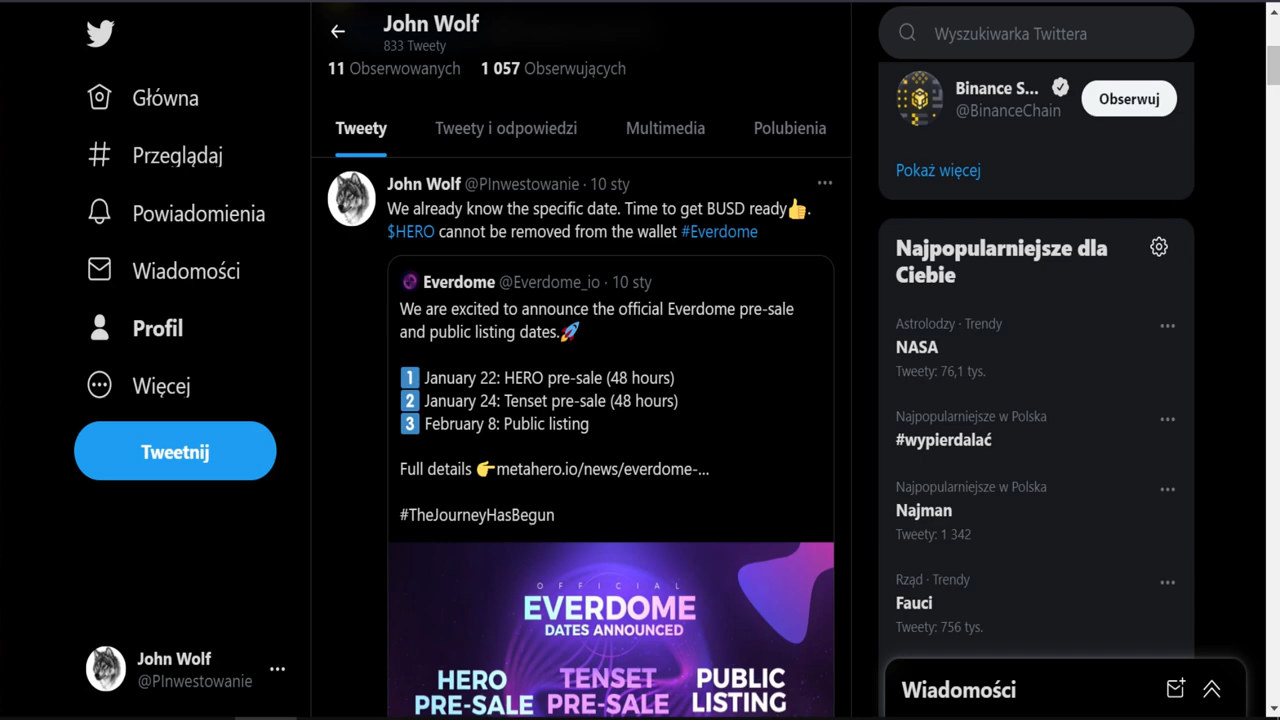 Główna
Przeglądaj
Powiadomienia
Wiadomości
Profil
Więcej
Tweetnij
John Wolf
@PInwestowanie
John Wolf
833 Tweety
11 Obserwowanych 1 057 Obserwujących
Tweety Tweety i odpowiedzi Multimedia Polubienia
John Wolf @PInwestowanie · 10 sty
We already know the specific date. Time to get BUSD ready👍.
$HERO cannot be removed from the wallet #Everdome
Everdome @Everdome_io · 10 sty
We are excited to announce the official Everdome pre-sale
and public listing dates.🚀
1️⃣ January 22: HERO pre-sale (48 hours)
2️⃣ January 24: Tenset pre-sale (48 hours)
3️⃣ February 8: Public listing
Full details 👉metahero.io/news/everdome-...
#TheJourneyHasBegun
OFFICIAL
EVERDOME
DATES ANNOUNCED
HERO
PRE-SALE
TENSET
PRE-SALE
PUBLIC
LISTING
Wyszukiwarka Twittera
Binance S...
@BinanceChain
Obserwuj
Pokaż więcej
Najpopularniejsze dla
Ciebie
Astrolodzy · Trendy
NASA
Tweety: 76,1 tys.
Najpopularniejsze w Polska
#wypierdalać
Najpopularniejsze w Polska
Najman
Tweety: 1 342
Rząd · Trendy
Fauci
Tweety: 756 tys.
Wiadomości